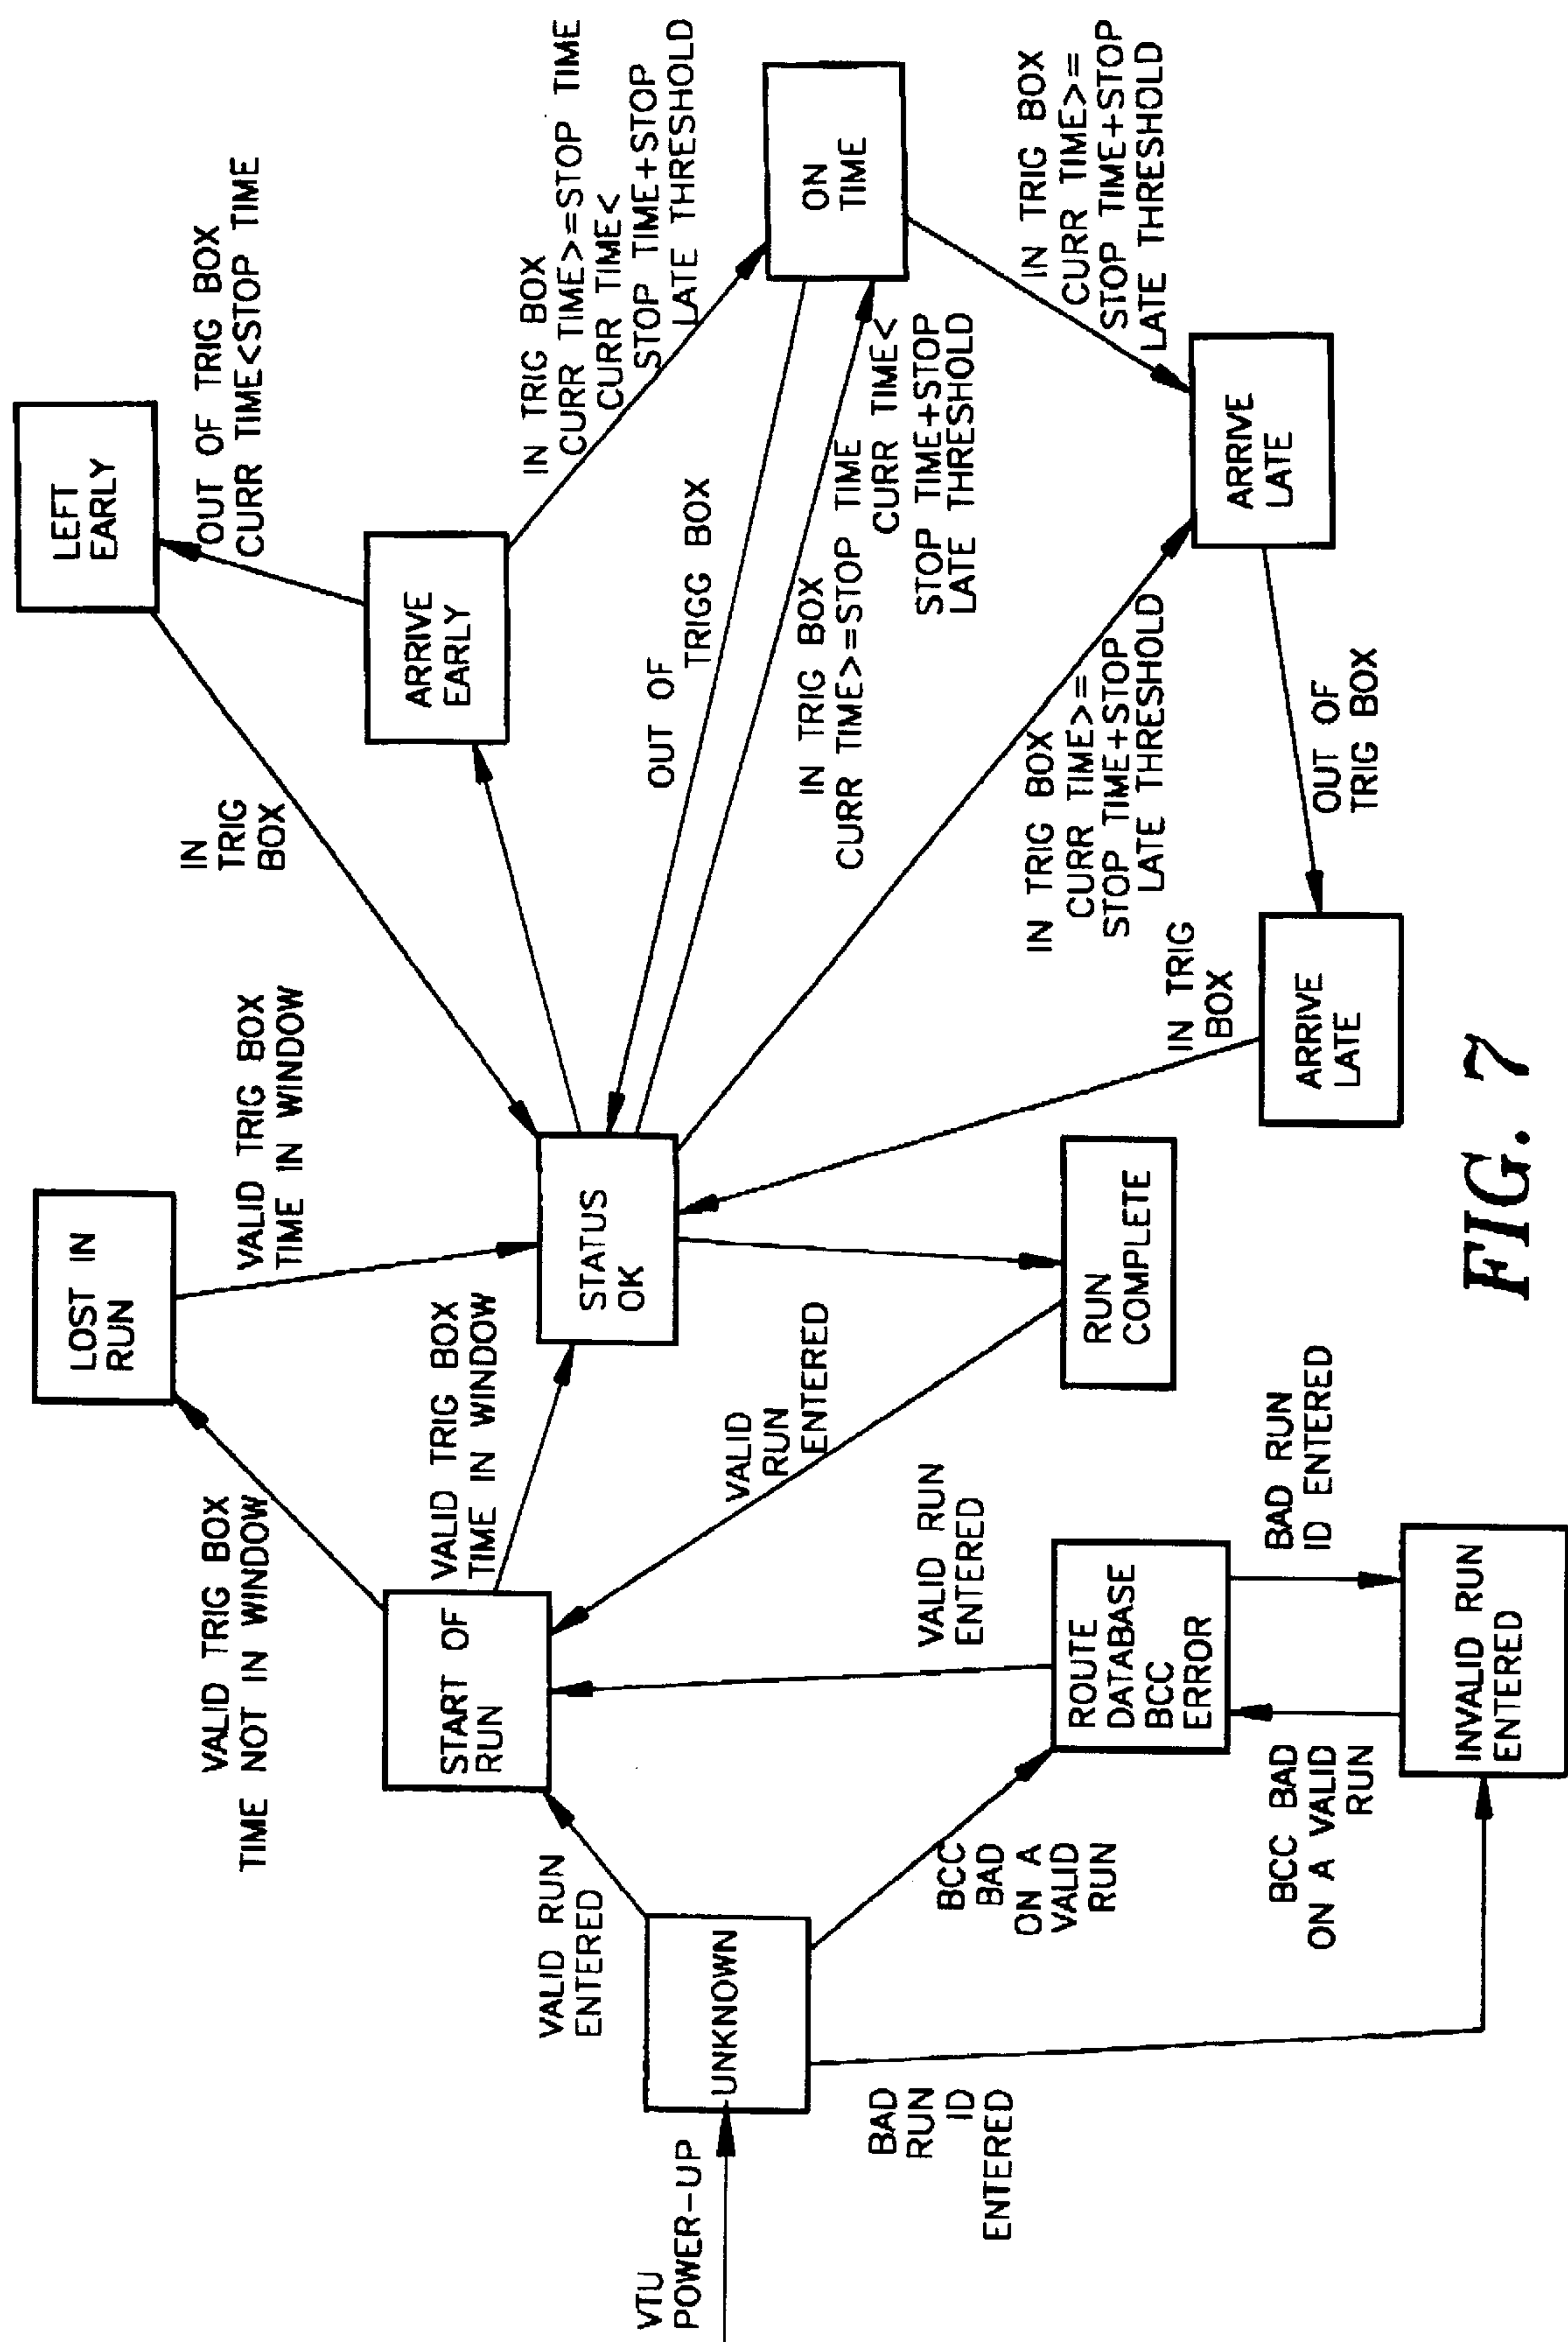 VTU
POWER-UP
UNKNOWN
VALID RUN
ENTERED
BAD
RUN
ID
ENTERED
BCC
BAD
ON A
VALID
RUN
START OF
RUN
VALID TRIG BOX
TIME NOT IN WINDOW
VALID TRIG BOX
TIME IN WINDOW
VALID
RUN
ENTERED
VALID RUN
ENTERED
ROUTE
DATABASE
BCC
ERROR
BCC BAD
ON A VALID
RUN
BAD RUN
ID ENTERED
INVALID RUN
ENTERED
LOST IN
RUN
VALID TRIG BOX
TIME IN WINDOW
STATUS
OK
RUN
COMPLETE
IN
TRIG
BOX
LEFT
EARLY
OUT OF TRIG BOX
CURR TIME<STOP TIME
ARRIVE
EARLY
IN TRIG BOX
CURR TIME>=STOP TIME
CURR TIME<
STOP TIME+STOP
LATE THRESHOLD
OUT OF
TRIGG BOX
IN TRIG BOX
CURR TIME>=STOP TIME
CURR TIME<
STOP TIME+STOP
LATE THRESHOLD
ON
TIME
IN TRIG BOX
CURR TIME>=
STOP TIME+STOP
LATE THRESHOLD
IN TRIG BOX
CURR TIME>=
STOP TIME+STOP
LATE THRESHOLD
ARRIVE
LATE
OUT OF
TRIG BOX
IN TRIG
BOX
ARRIVE
LATE
FIG. 7